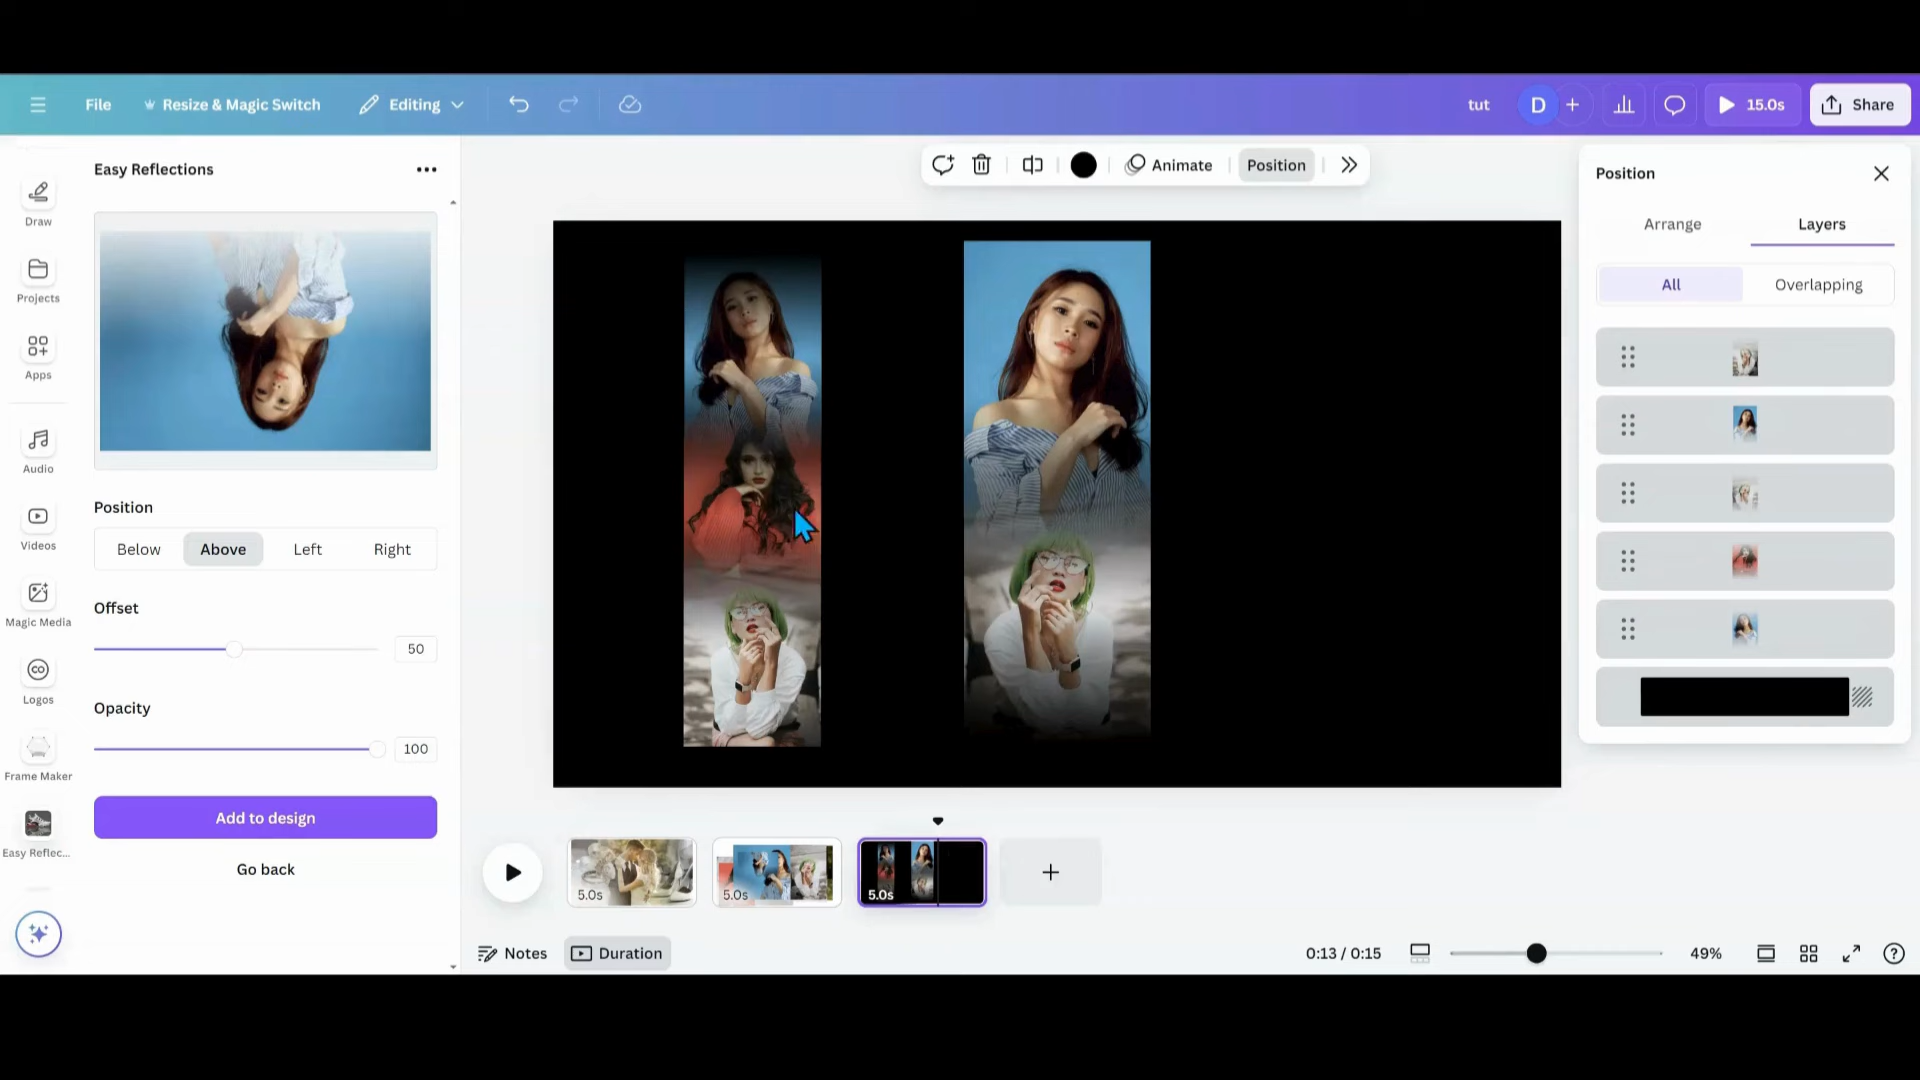 File
Resize & Magic Switch
Editing
tut
D
15.0s
Share
Draw
Projects
Apps
Audio
Videos
Magic Media
Logos
Frame Maker
Easy Reflec...
Easy Reflections
Position
Below
Above
Left
Right
Offset
50
Opacity
100
Add to design
Go back
Animate
Position
Position
Arrange
Layers
All
Overlapping
5.0s
5.0s
5.0s
Notes
Duration
0:13 / 0:15
49%